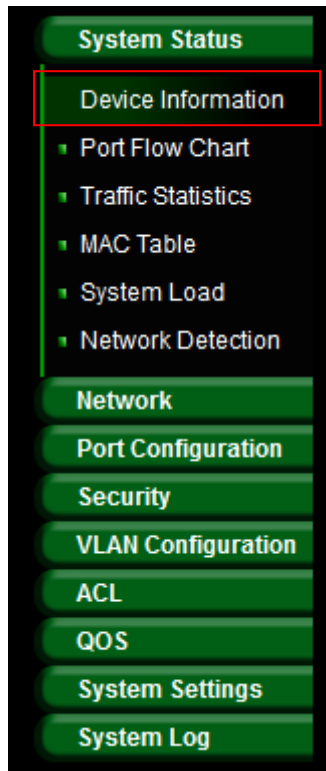 System Status
Device Information
Port Flow Chart
Traffic Statistics
MAC Table
System Load
Network Detection
Network
Port Configuration
Security
VLAN Configuration
ACL
QOS
System Settings
System Log